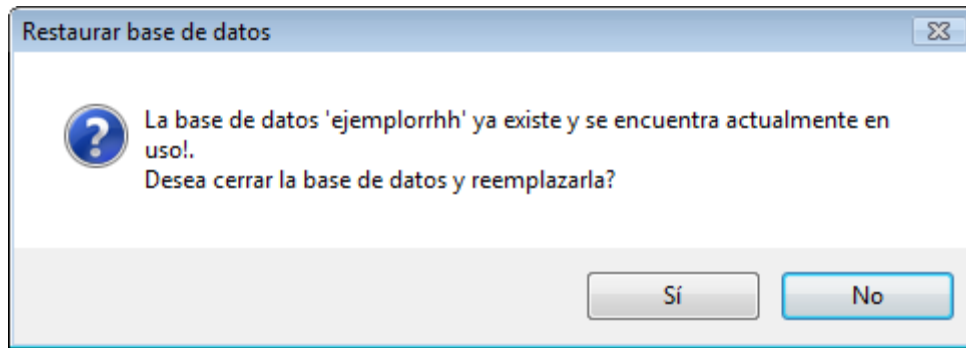 Restaurar base de datos
La base de datos 'ejemplorrhh' ya existe y se encuentra actualmente en
uso!.
Desea cerrar la base de datos y reemplazarla?
Sí
No